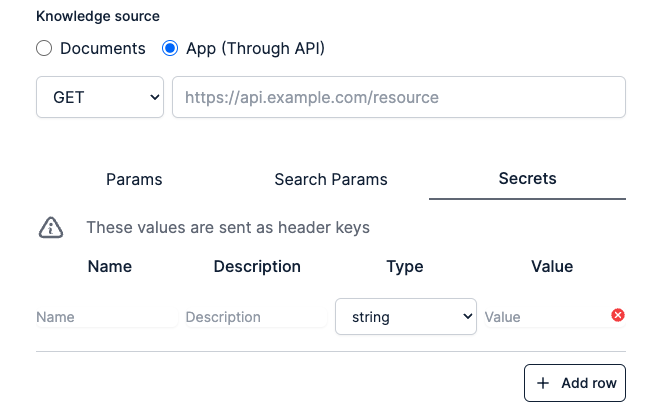 Knowledge source
Documents App (Through API)
GET https://api.example.com/resource
Params Search Params Secrets
These values are sent as header keys
Name Description Type Value
Name Description string Value
+ Add row